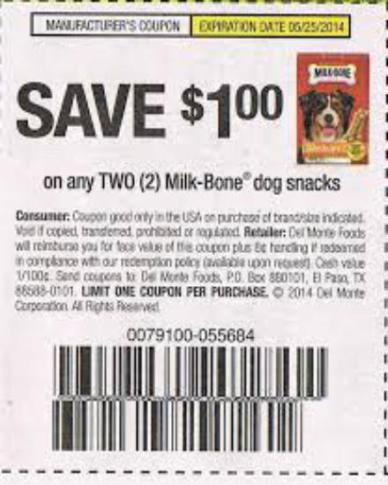 MANUFACTURER'S COUPON EXPIRATION DATE 06/25/2014
MILK-BONE
SAVE $1.00
on any TWO (2) Milk-Bone® dog snacks
Consumer: Coupon good only in the USA on purchase of brand/size indicated.
Void if copied, transferred, prohibited or regulated. Retailer: Del Monte Foods
will reimburse you for face value of this coupon plus 8¢ handling if redeemed
in compliance with our redemption policy (available upon request). Cash value
1/100¢. Send coupons to: Del Monte Foods, P.O. Box 880101, El Paso, TX
88588-0101. LIMIT ONE COUPON PER PURCHASE. © 2014 Del Monte
Corporation. All Rights Reserved.
0079100-055684